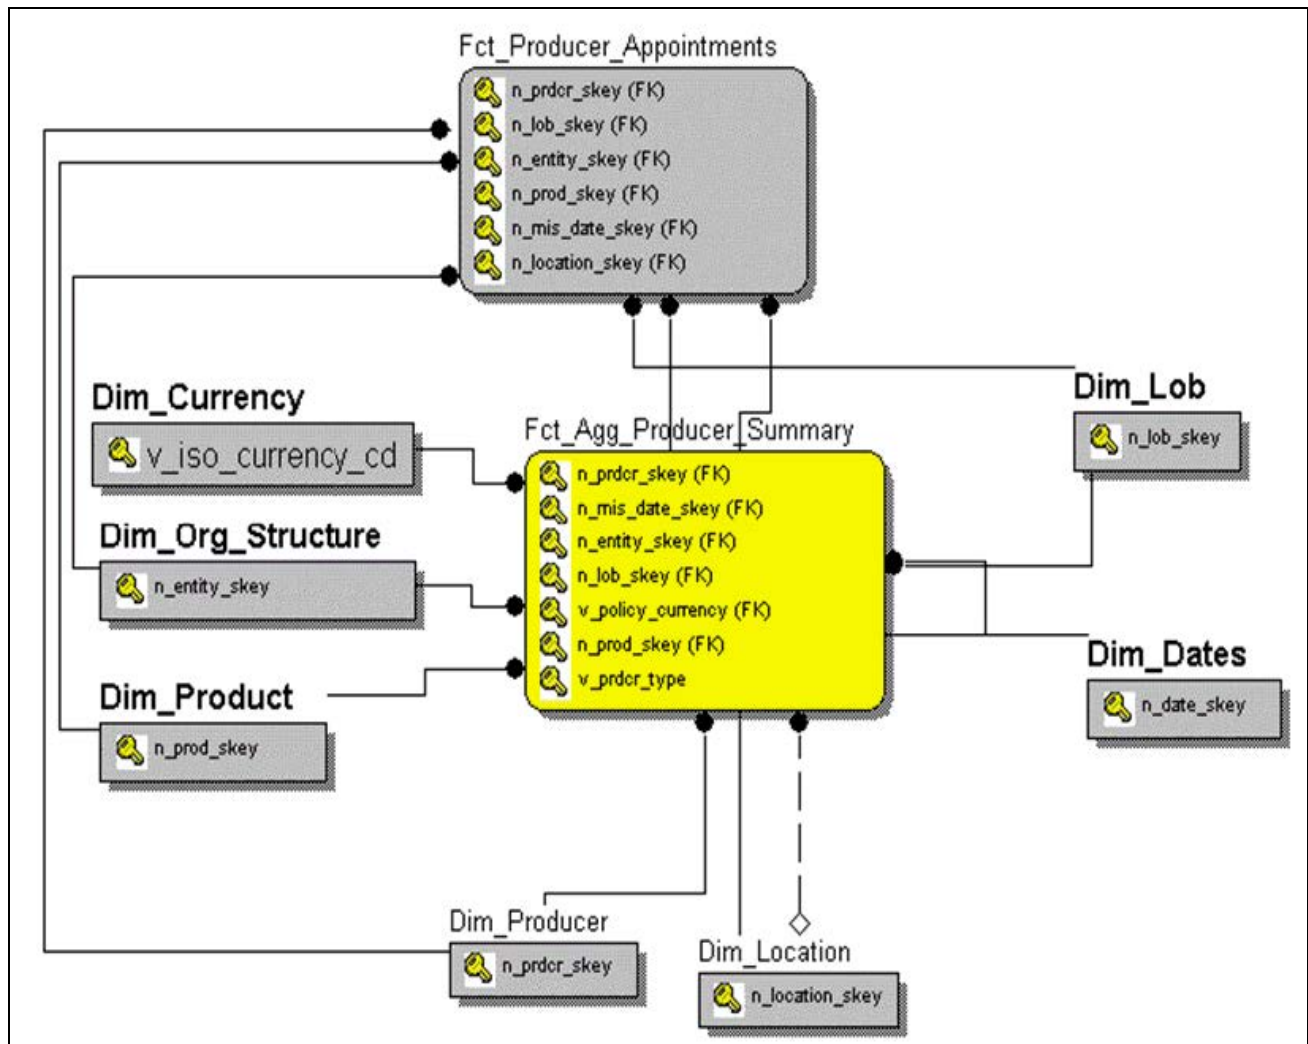 Fct_Producer_Appointments
n_prdcr_skey (FK)
n_lob_skey (FK)
n_entity_skey (FK)
n_prod_skey (FK)
n_mis_date_skey (FK)
n_location_skey (FK)
Dim_Currency
v_iso_currency_cd
Dim_Org_Structure
n_entity_skey
Dim_Product
n_prod_skey
Fct_Agg_Producer_Summary
n_prdcr_skey (FK)
n_mis_date_skey (FK)
n_entity_skey (FK)
n_lob_skey (FK)
v_policy_currency (FK)
n_prod_skey (FK)
v_prdcr_type
Dim_Lob
n_lob_skey
Dim_Dates
n_date_skey
Dim_Producer
n_prdcr_skey
Dim_Location
n_location_skey